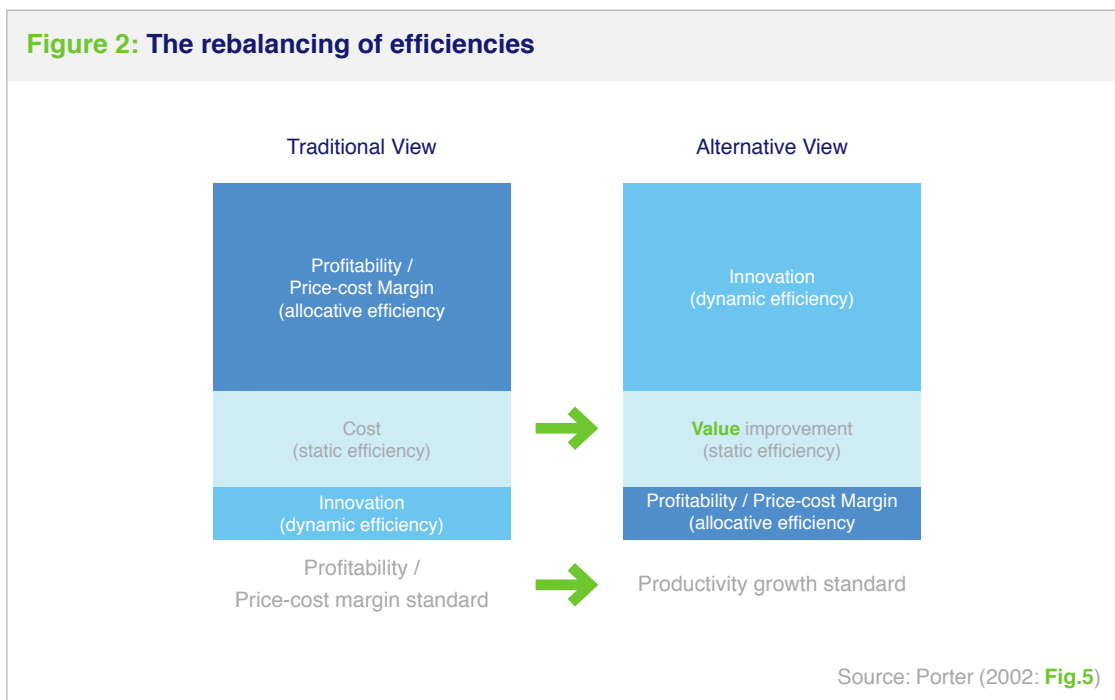 Figure 2: The rebalancing of efficiencies
Traditional View
Profitability /
Price-cost Margin
(allocative efficiency
Cost
(static efficiency)
Innovation
(dynamic efficiency)
Profitability /
Price-cost margin standard
Alternative View
Innovation
(dynamic efficiency)
Value improvement
(static efficiency)
Profitability / Price-cost Margin
(allocative efficiency
Productivity growth standard
Source: Porter (2002: Fig.5)